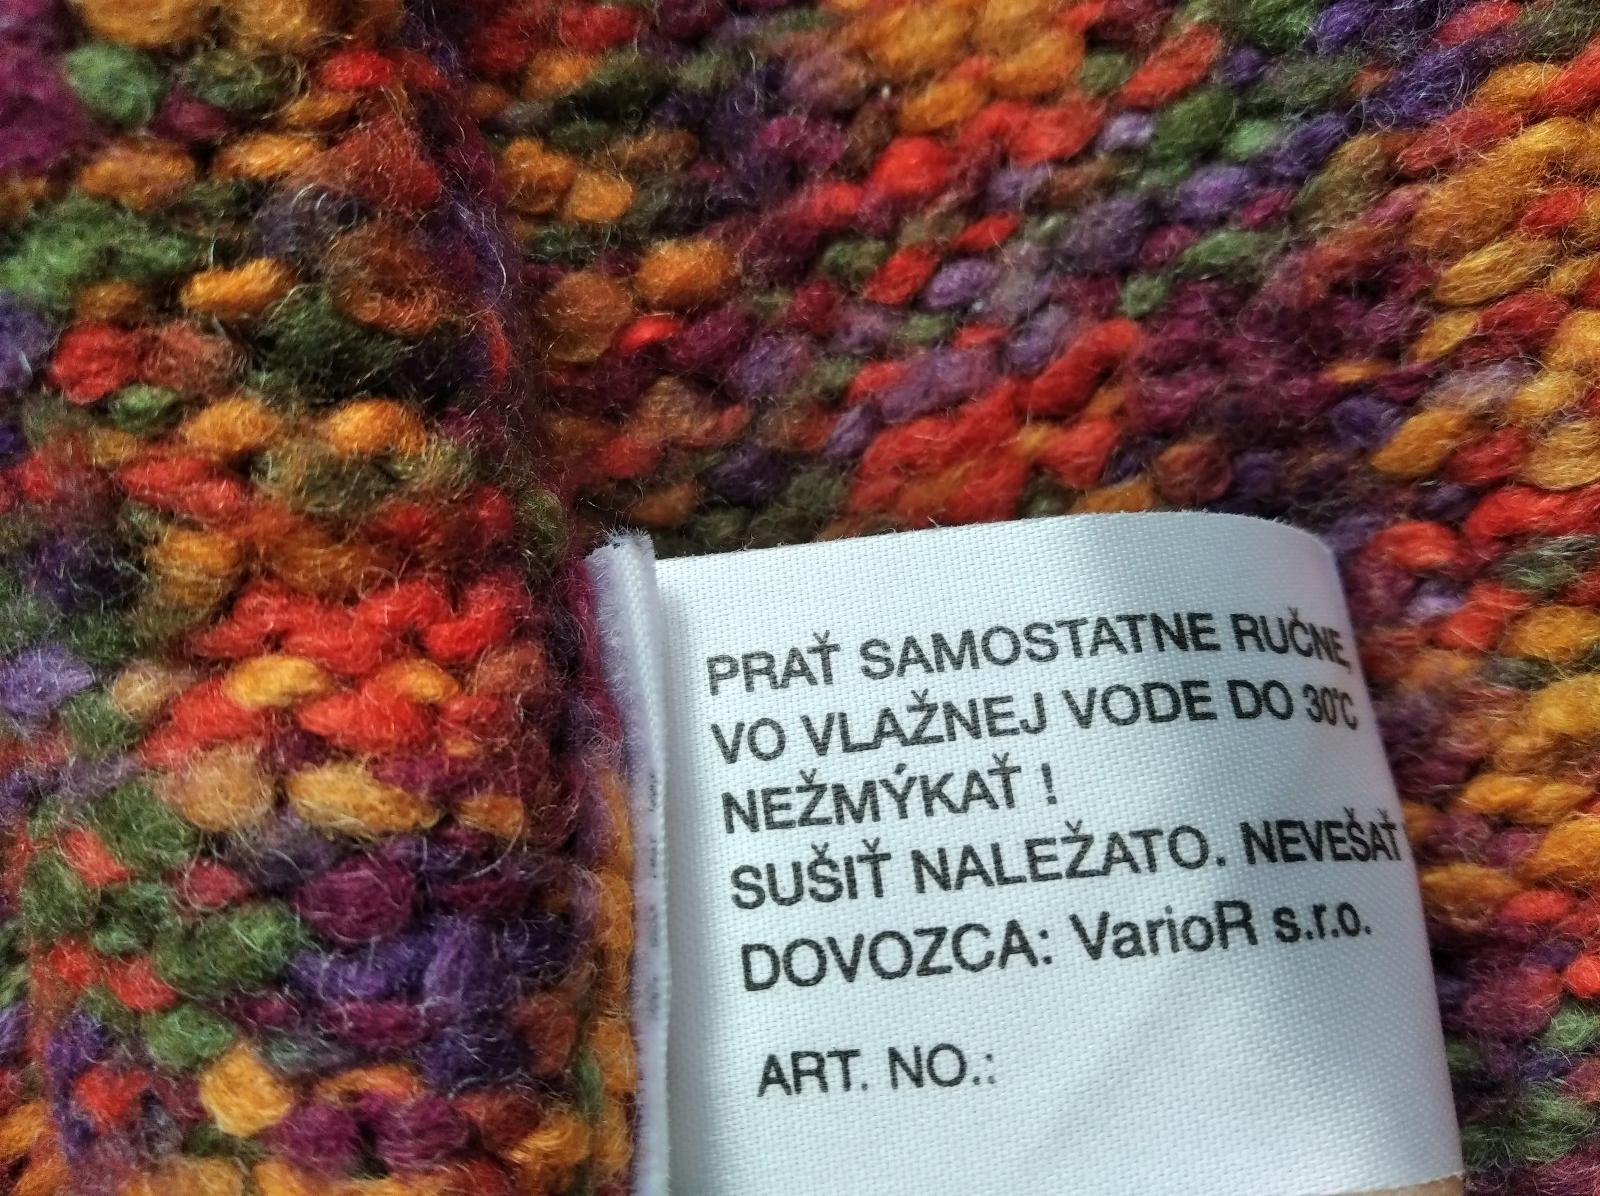 PRAŤ SAMOSTATNE RUČNE,
VO VLAŽNEJ VODE DO 30°C
NEŽMÝKAŤ !
SUŠIŤ NALEŽATO. NEVEŠAŤ
DOVOZCA: VarioR s.r.o.
ART. NO.: